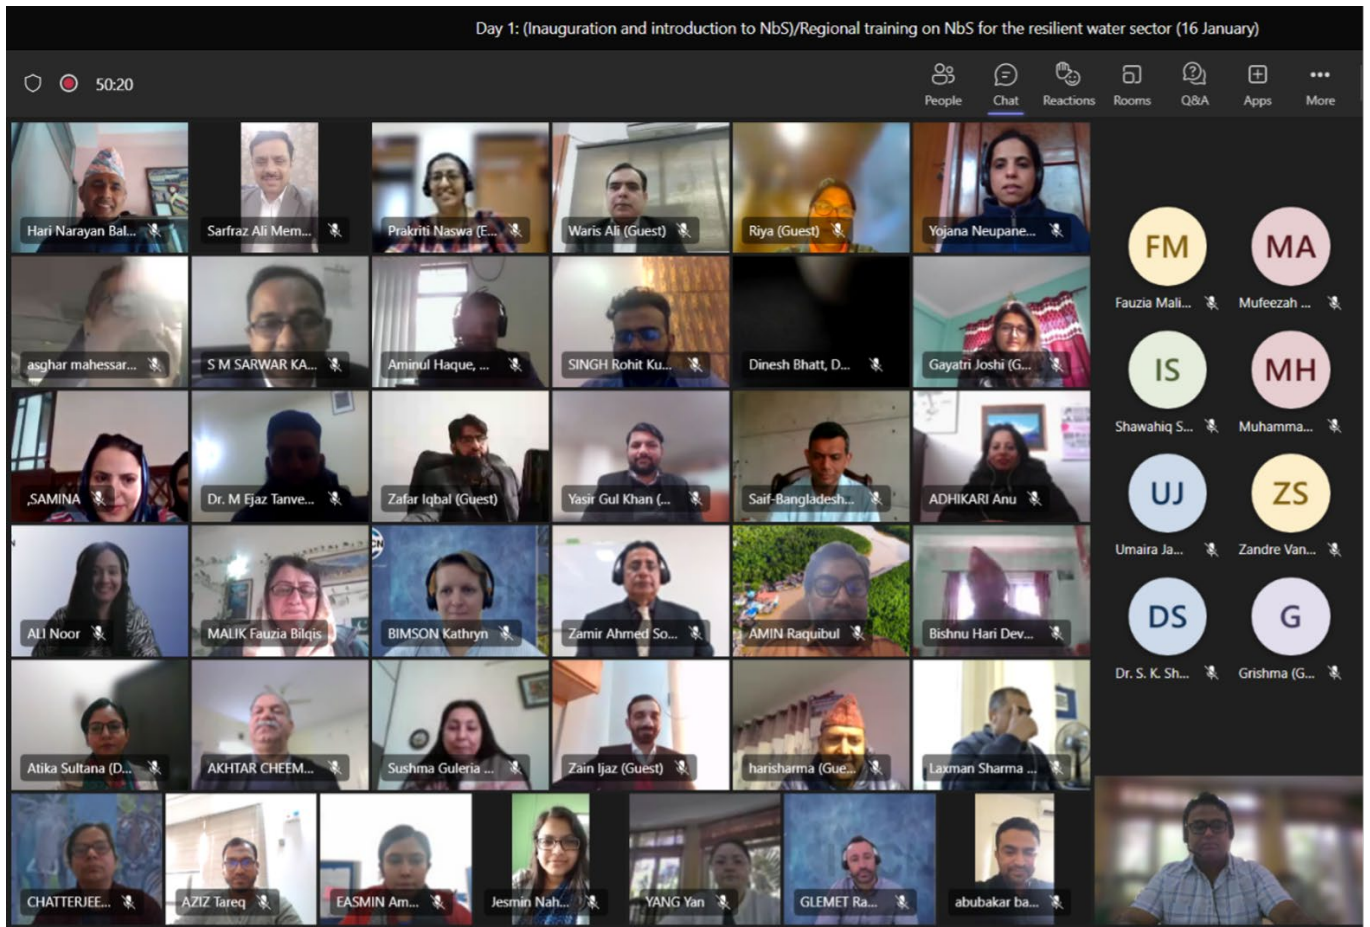 Day 1: (Inauguration and introduction to NbS)/Regional training on NbS for the resilient water sector (16 January)
50:20
People
Chat
Reactions
Rooms
Q&A
Apps
More
Hari Narayan Bal...
Sarfraz Ali Mem...
Prakriti Naswa (E...
Waris Ali (Guest)
Riya (Guest)
Yojana Neupane...
FM
MA
Fauzia Mali...
Mufeezah ...
asghar mahessar...
S M SARWAR KA...
Aminul Haque, ...
SINGH Rohit Ku...
Dinesh Bhatt, D...
Gayatri Joshi (G...
IS
MH
Shawahiq S...
Muhamma...
,SAMINA
Dr. M Ejaz Tanve...
Zafar Iqbal (Guest)
Yasir Gul Khan (...
Saif-Bangladesh...
ADHIKARI Anu
UJ
ZS
Umaira Ja...
Zandre Van...
ALI Noor
MALIK Fauzia Bilqis
CN
BIMSON Kathryn
Zamir Ahmed So...
AMIN Raquibul
Bishnu Hari Dev...
DS
G
Dr. S. K. Sh...
Grishma (G...
Atika Sultana (D...
AKHTAR CHEEM...
Sushma Guleria ...
Zain Ijaz (Guest)
harisharma (Gue...
Laxman Sharma ...
CHATTERJEE...
AZIZ Tareq
EASMIN Am...
Jesmin Nah...
YANG Yan
GLEMET Ra...
abubakar ba...